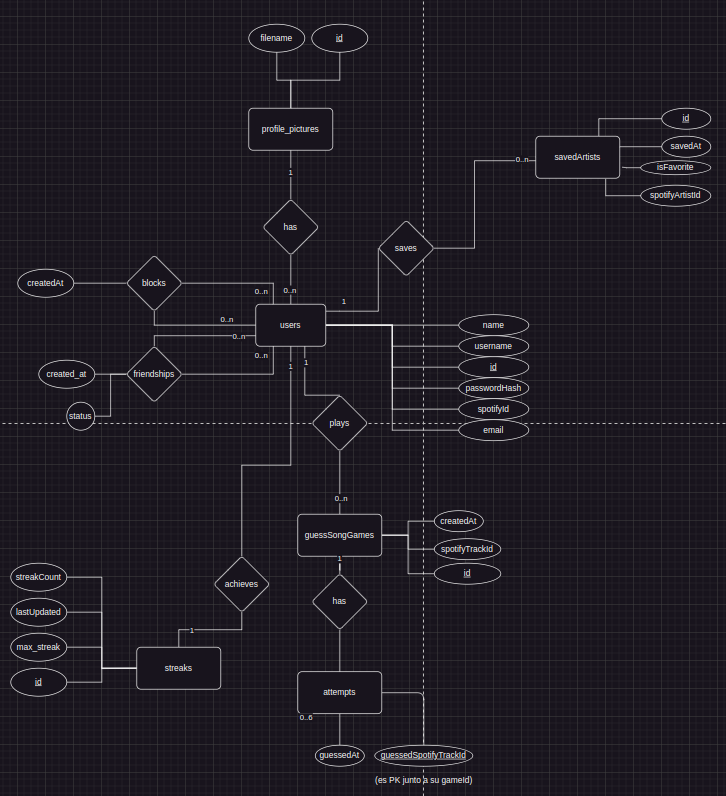 filename
id
profile_pictures
id
savedAt
isFavorite
spotifyArtistId
savedArtists
0..n
1
has
saves
blocks
createdAt
0..n
0..n
1
0..n
0..n
users
name
username
id
passwordHash
spotifyId
email
0..n
1
1
friendships
created_at
status
plays
0..n
guessSongGames
createdAt
spotifyTrackId
id
1
has
achieves
streakCount
lastUpdated
max_streak
id
1
streaks
attempts
0..6
guessedAt
guessedSpotifyTrackId
(es PK junto a su gameId)